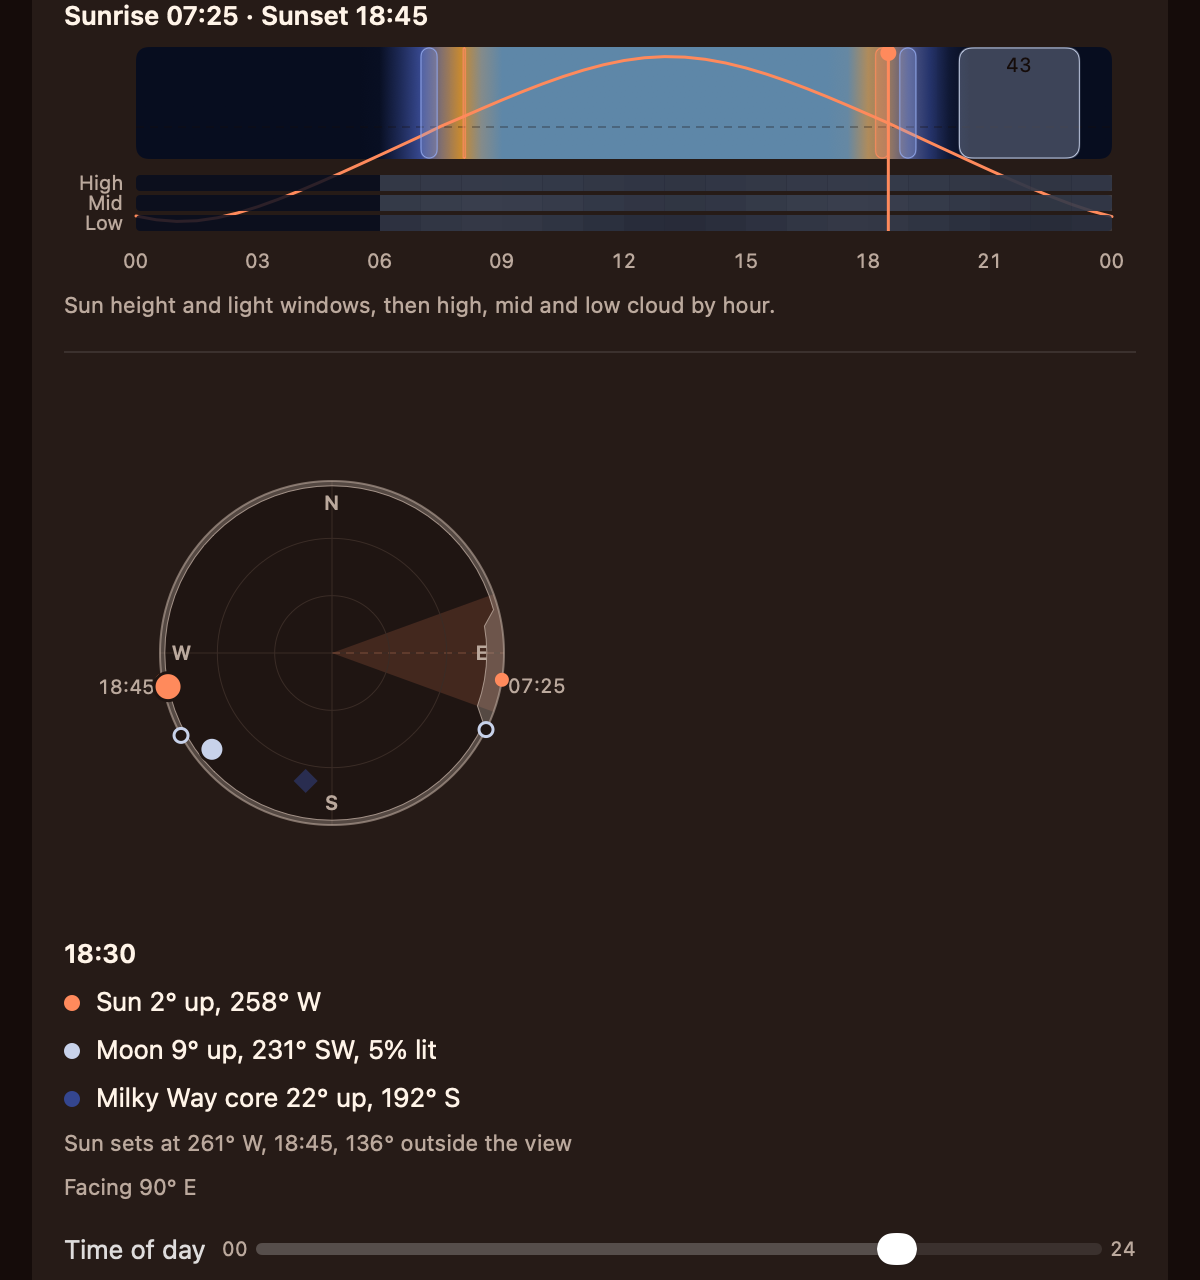 Sunrise 07:25 · Sunset 18:45
43
High
Mid
Low
00 03 06 09 12 15 18 21 00
Sun height and light windows, then high, mid and low cloud by hour.
N
W E
18:45 07:25
S
18:30
Sun 2° up, 258° W
Moon 9° up, 231° SW, 5% lit
Milky Way core 22° up, 192° S
Sun sets at 261° W, 18:45, 136° outside the view
Facing 90° E
Time of day 00 24